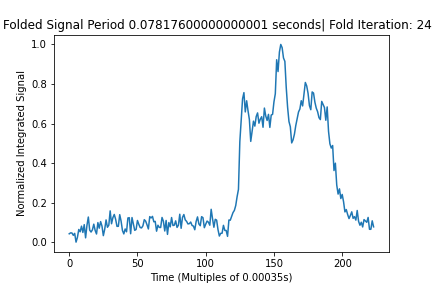 Folded Signal Period 0.07817600000000001 seconds| Fold Iteration: 24
1.0
0.8
0.6
0.4
0.2
0.0
Normalized Integrated Signal
0 50 100 150 200
Time (Multiples of 0.00035s)